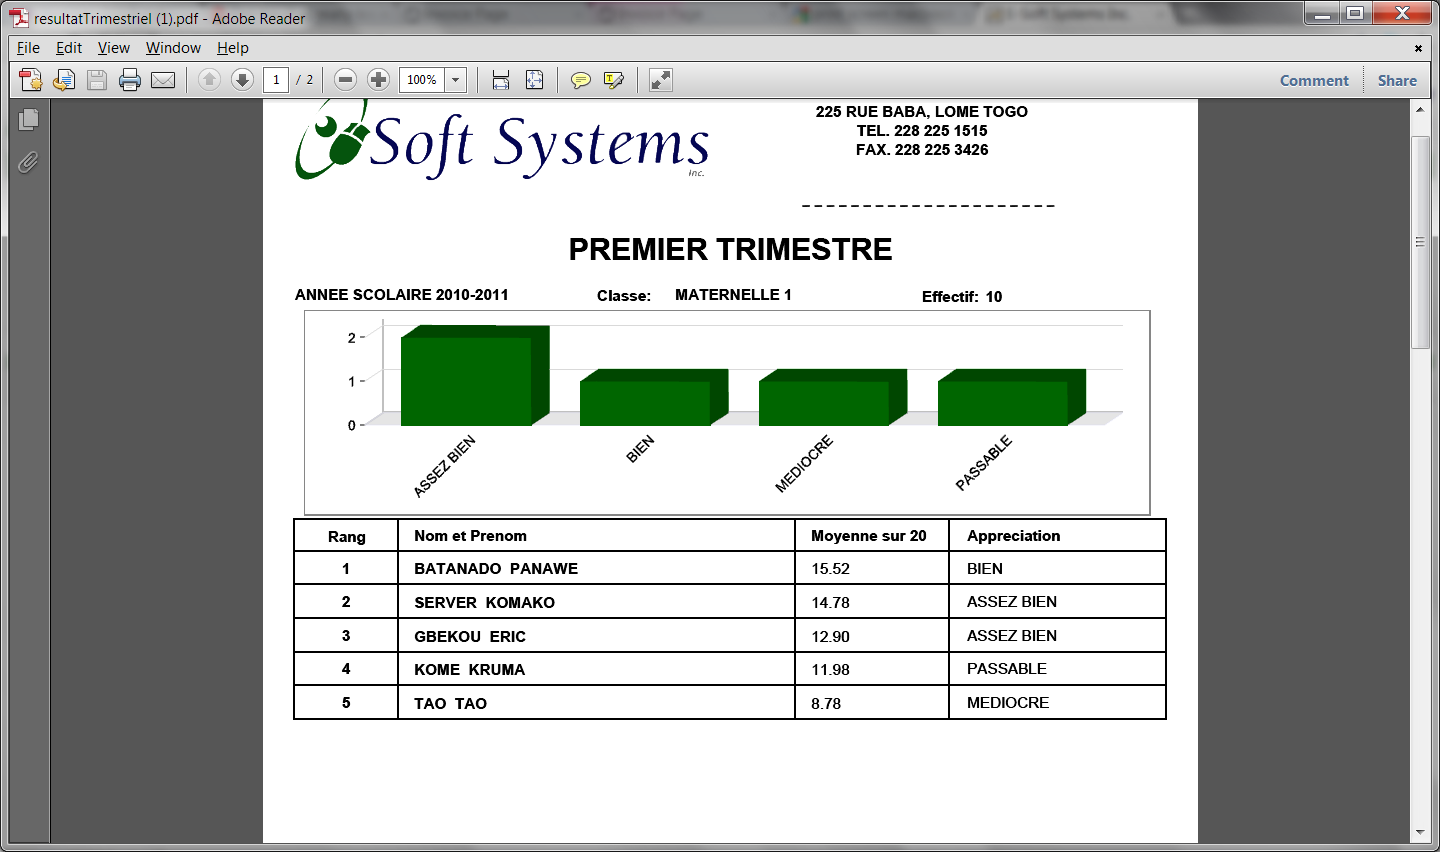 resultatTrimestriel (1).pdf - Adobe Reader
File Edit View Window Help
1 / 2 100% Comment Share
Soft Systems
Inc.
225 RUE BABA, LOME TOGO
TEL. 228 225 1515
FAX. 228 225 3426
PREMIER TRIMESTRE
ANNEE SCOLAIRE 2010-2011 Classe: MATERNELLE 1 Effectif: 10
2
1
0
ASSEZ BIEN BIEN MEDIOCRE PASSABLE
Rang Nom et Prenom Moyenne sur 20 Appreciation
1 BATANADO PANAWE 15.52 BIEN
2 SERVER KOMAKO 14.78 ASSEZ BIEN
3 GBEKOU ERIC 12.90 ASSEZ BIEN
4 KOME KRUMA 11.98 PASSABLE
5 TAO TAO 8.78 MEDIOCRE